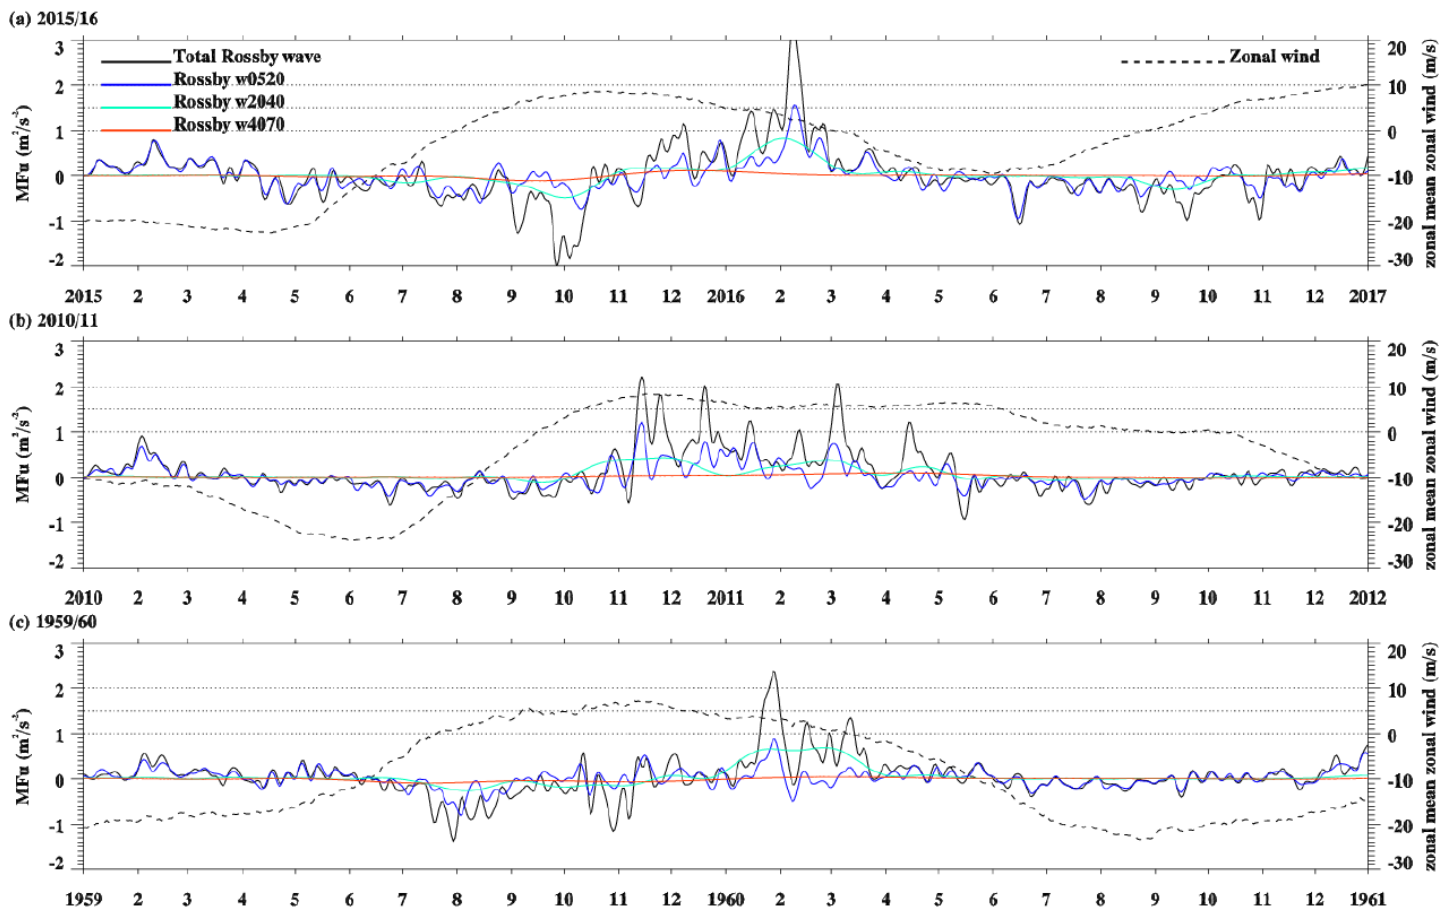 (a) 2015/16
3 20
Total Rossby wave Zonal wind
Rossby w0520
2 10
Rossby w2040
Rossby w4070
1 0
0 -10
-1 -20
-2 -30
MFu (m²/s⁻²)
zonal mean zonal wind (m/s)
2015 2 3 4 5 6 7 8 9 10 11 12 2016 2 3 4 5 6 7 8 9 10 11 12 2017
(b) 2010/11
3 20
2 10
1 0
0 -10
-1 -20
-2 -30
MFu (m²/s⁻²)
zonal mean zonal wind (m/s)
2010 2 3 4 5 6 7 8 9 10 11 12 2011 2 3 4 5 6 7 8 9 10 11 12 2012
(c) 1959/60
3 20
2 10
1 0
0 -10
-1 -20
-2 -30
MFu (m²/s⁻²)
zonal mean zonal wind (m/s)
1959 2 3 4 5 6 7 8 9 10 11 12 1960 2 3 4 5 6 7 8 9 10 11 12 1961